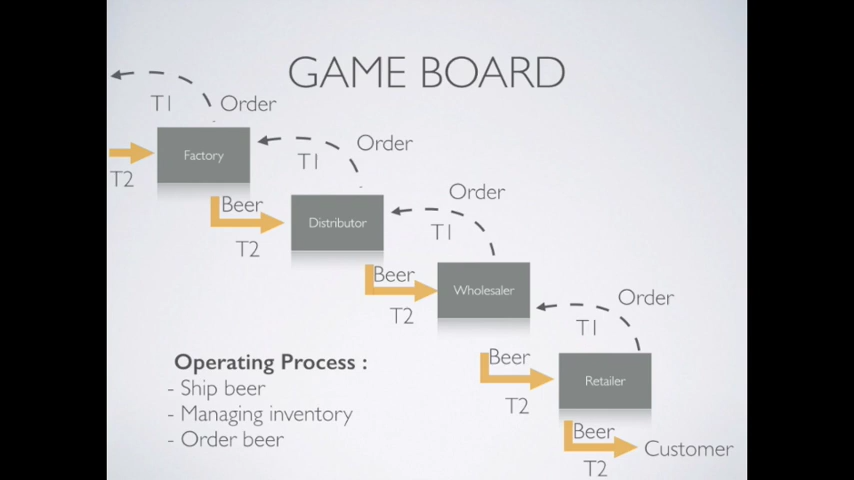 GAME BOARD
T1
Order
Factory
T2
Order
T1
Beer
T2
Distributor
Order
T1
Beer
T2
Wholesaler
Order
T1
Beer
T2
Retailer
Beer
T2
Customer
Operating Process :
- Ship beer
- Managing inventory
- Order beer